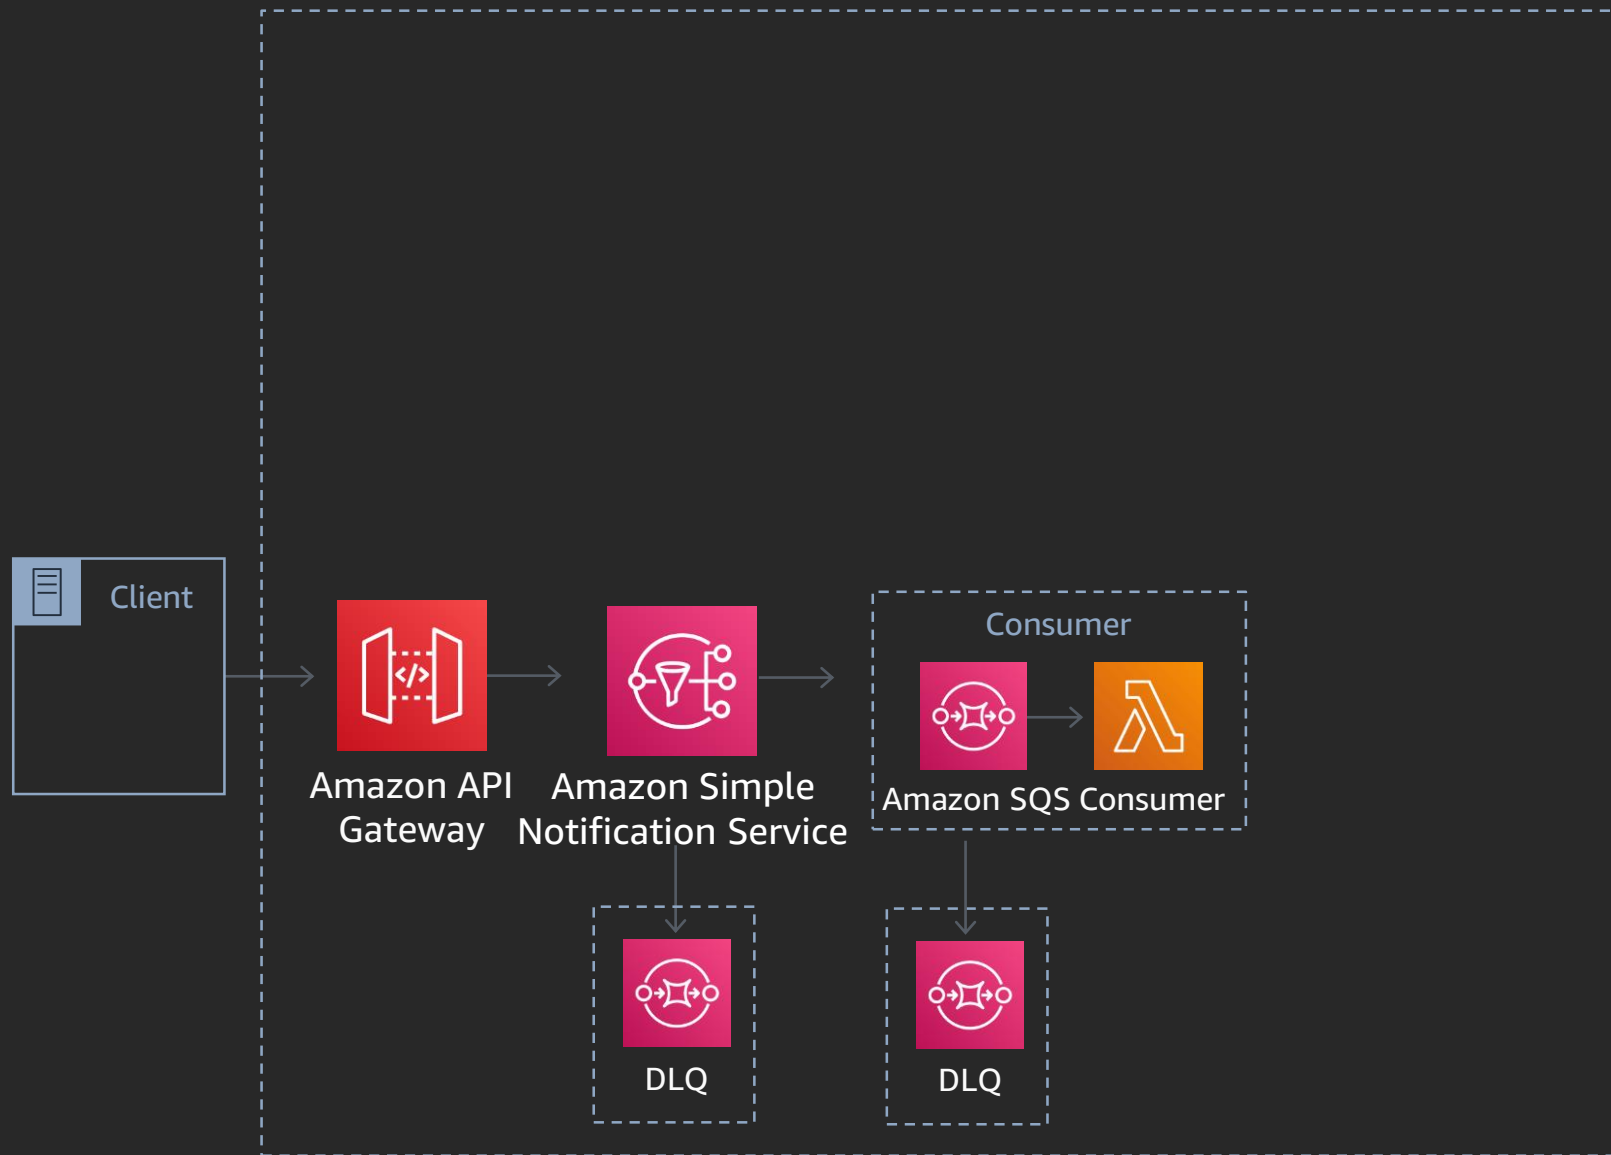 Client
Consumer
Amazon API
Gateway
Amazon Simple
Notification Service
Amazon SQS Consumer
DLQ
DLQ